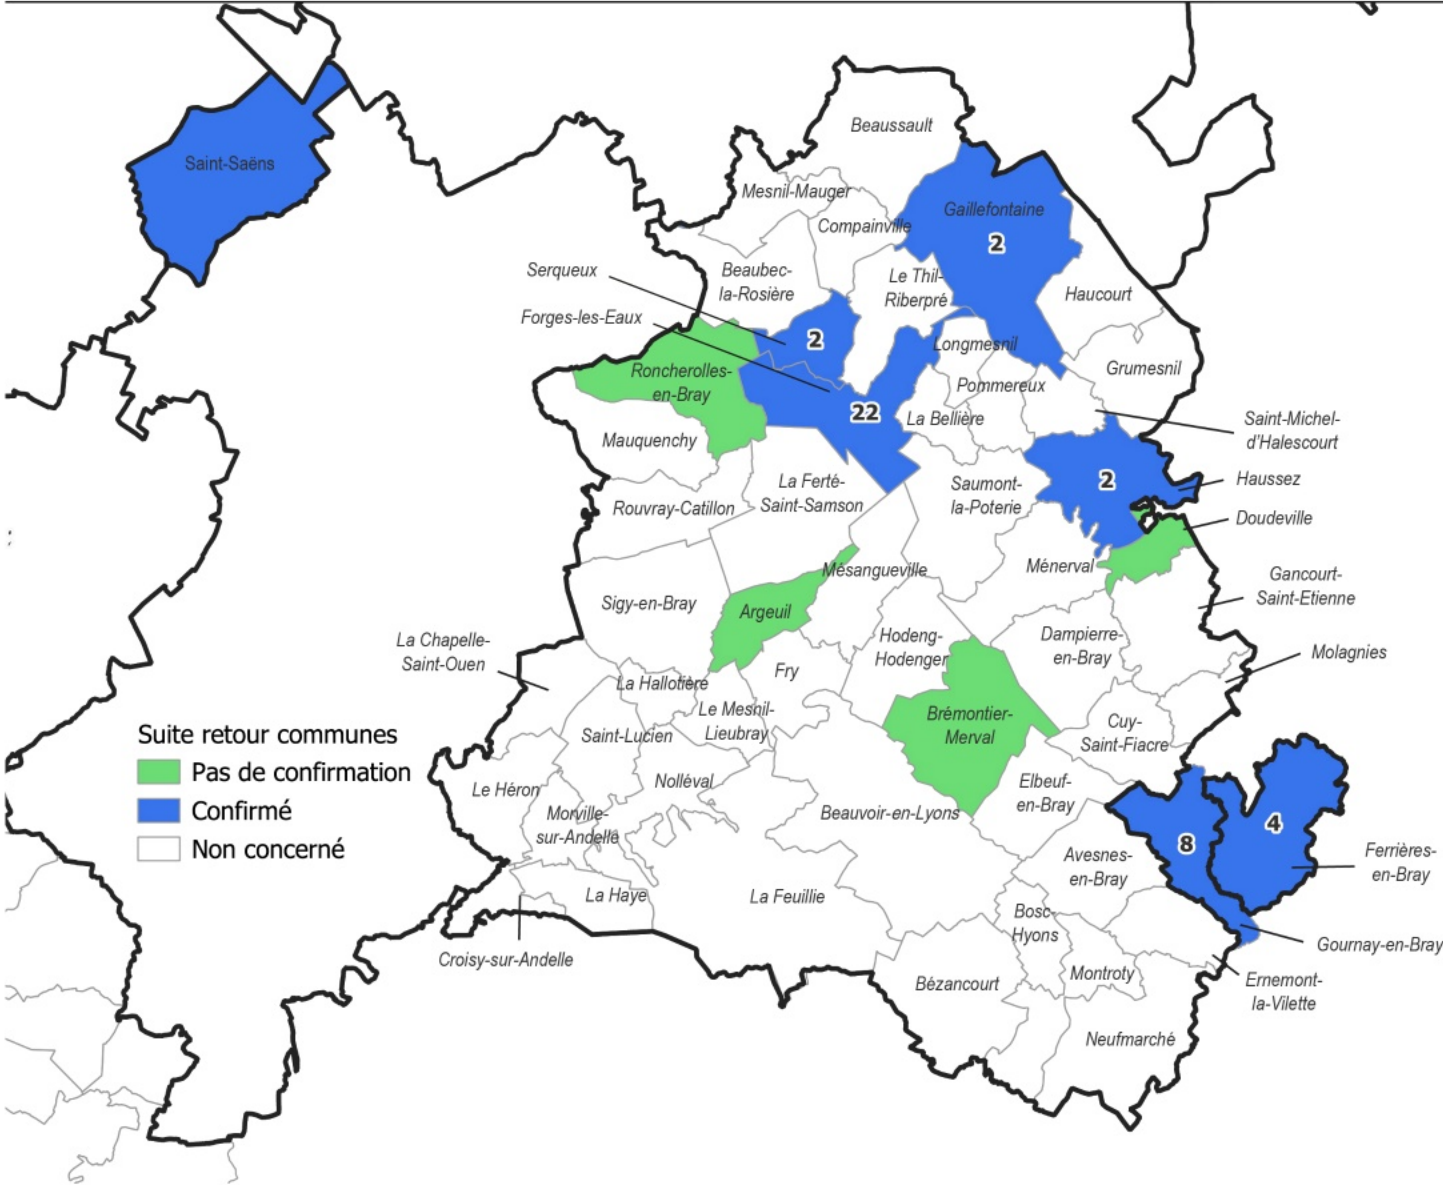 Beaussault
Saint-Saëns
Mesnil-Mauger
Gaillefontaine
Compainville
2
Serqueux
Beaubec-
la-Rosière
Le Thil-
Riberpré
Haucourt
Forges-les-Eaux
2
Longmesnil
Roncherolles-
en-Bray
Grumesnil
Pommereux
22
La Bellière
Saint-Michel-
d'Halescourt
Mauquenchy
La Ferté-
Saint-Samson
Saumont-
la-Poterie
2
Haussez
Rouvray-Catillon
Doudeville
Mésangueville
Ménerval
Gancourt-
Saint-Etienne
Sigy-en-Bray
Argeuil
La Chapelle-
Saint-Ouen
Hodeng-
Hodenger
Dampierre-
en-Bray
Molagnies
La Hallotière
Fry
Le Mesnil-
Lieubray
Brémontier-
Merval
Cuy-
Saint-Fiacre
Saint-Lucien
Suite retour communes
Pas de confirmation
Confirmé
Non concerné
Le Héron
Nolléval
Elbeuf-
en-Bray
Morville-
sur-Andelle
Beauvoir-en-Lyons
8
4
Avesnes-
en-Bray
Ferrières-
en-Bray
La Haye
La Feuillie
Bosc-
Hyons
Gournay-en-Bray
Croisy-sur-Andelle
Bézancourt
Montroty
Ernemont-
la-Vilette
Neufmarché